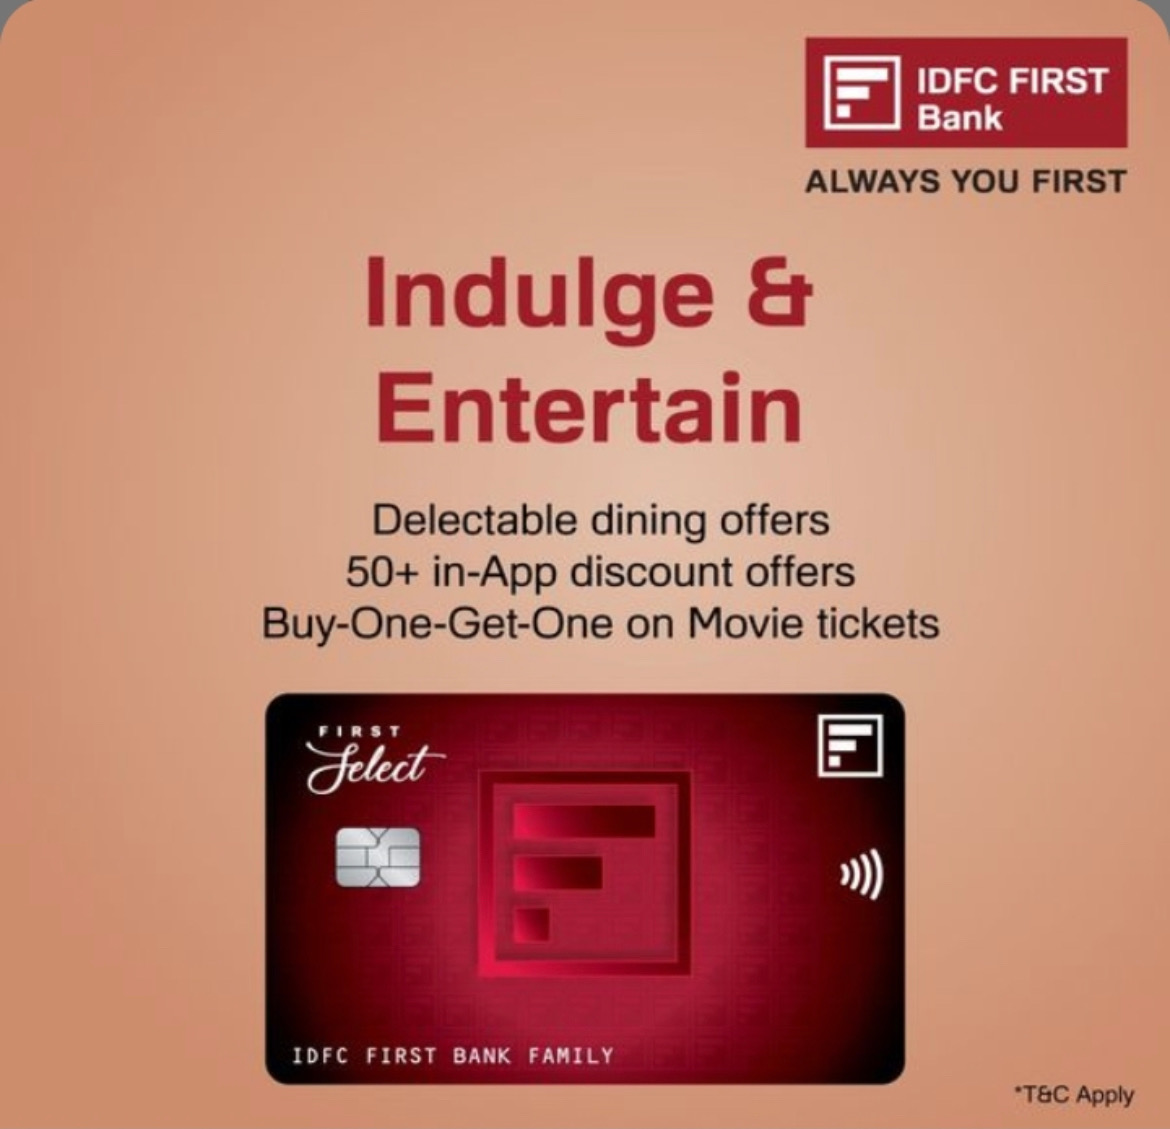 IDFC FIRST
Bank
ALWAYS YOU FIRST
Indulge &
Entertain
Delectable dining offers
50+ in-App discount offers
Buy-One-Get-One on Movie tickets
FIRST
Select
IDFC FIRST BANK FAMILY
*T&C Apply